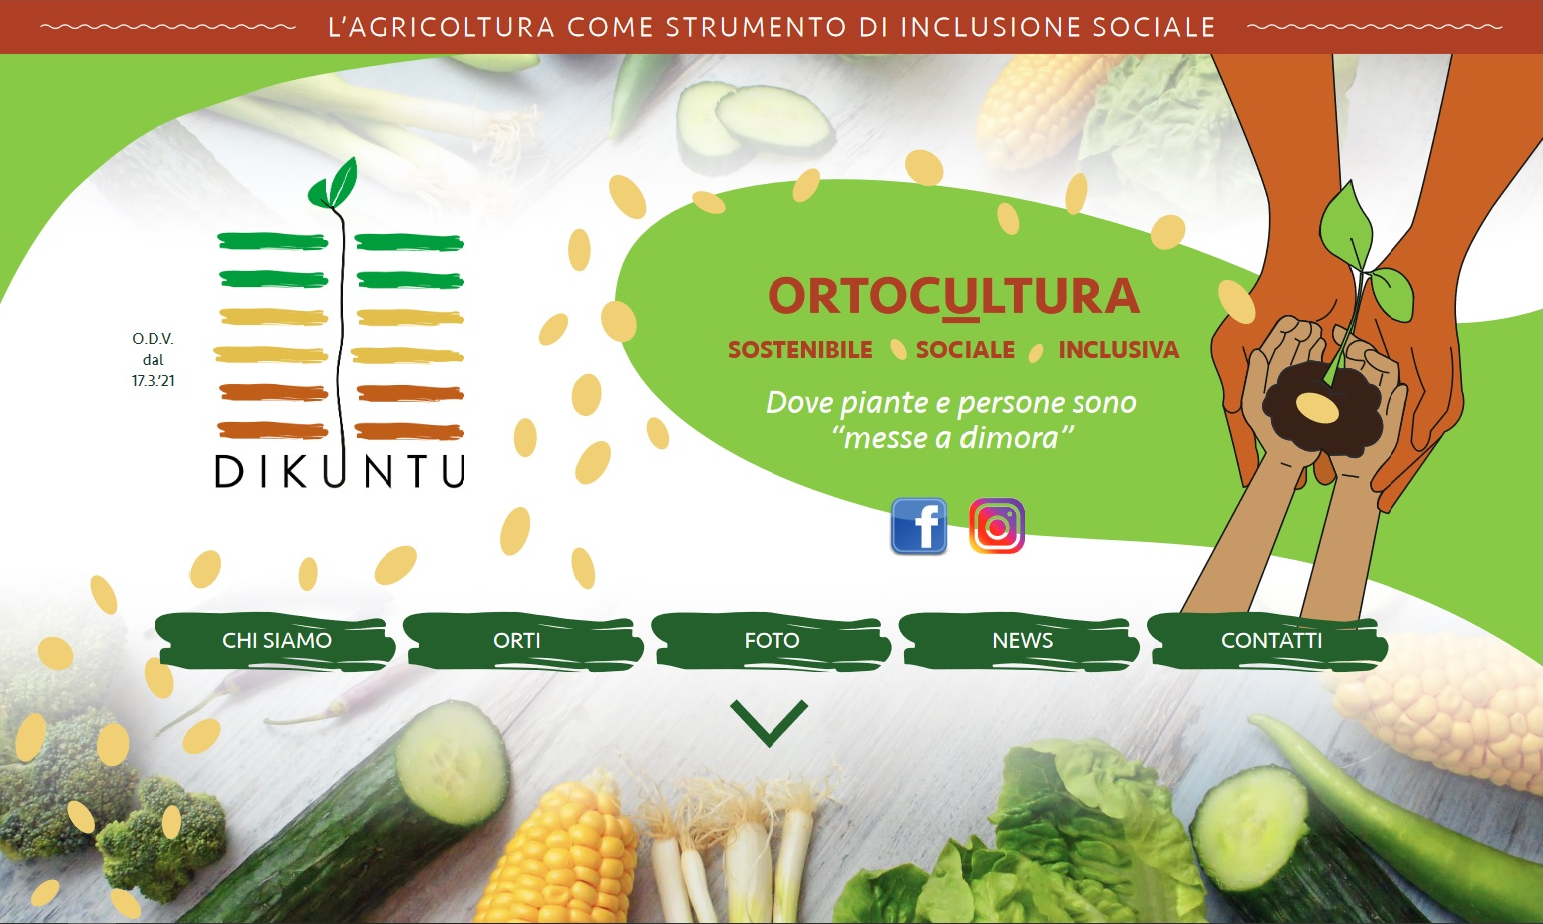 L’AGRICOLTURA COME STRUMENTO DI INCLUSIONE SOCIALE
O.D.V.
dal
17.3.’21
DIKUNTU
ORTOCULTURA
SOSTENIBILE SOCIALE INCLUSIVA
Dove piante e persone sono
“messe a dimora”
f
CHI SIAMO ORTI FOTO NEWS CONTATTI